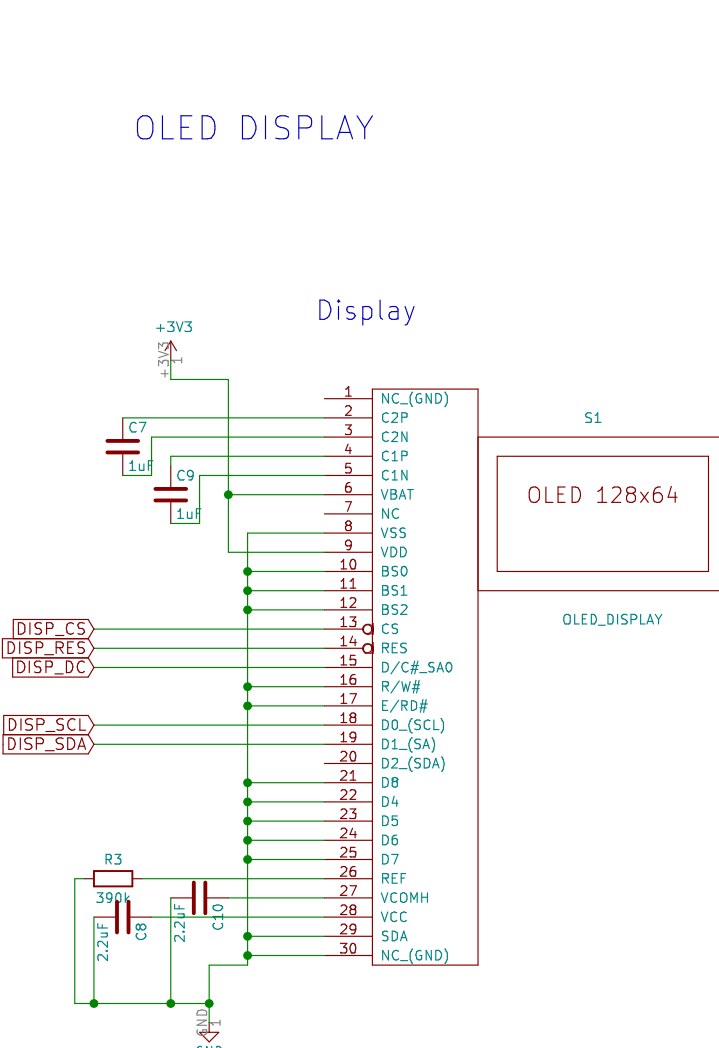 OLED DISPLAY
Display
+3V3
+3V3
1
1 NC_(GND)
2 C2P
S1
C7
3 C2N
4 C1P
1uF
C9
5 C1N
6 VBAT
OLED 128x64
1uF
7 NC
8 VSS
9 VDD
10 BS0
11 BS1
12 BS2
OLED_DISPLAY
DISP_CS 13 CS
DISP_RES 14 RES
DISP_DC 15 D/C#_SA0
16 R/W#
17 E/RD#
DISP_SCL 18 D0_(SCL)
DISP_SDA 19 D1_(SA)
20 D2_(SDA)
21 D8
22 D4
23 D5
24 D6
25 D7
R3
26 REF
390k
27 VCOMH
28 VCC
2.2uF
C8
2.2uF
C10
29 SDA
30 NC_(GND)
GND
1
GND